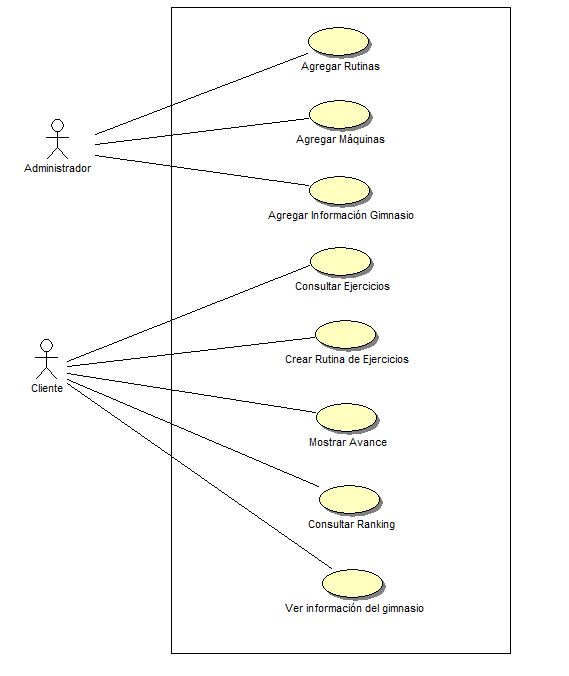 Agregar Rutinas
Agregar Máquinas
Administrador
Agregar Información Gimnasio
Consultar Ejercicios
Crear Rutina de Ejercicios
Cliente
Mostrar Avance
Consultar Ranking
Ver información del gimnasio